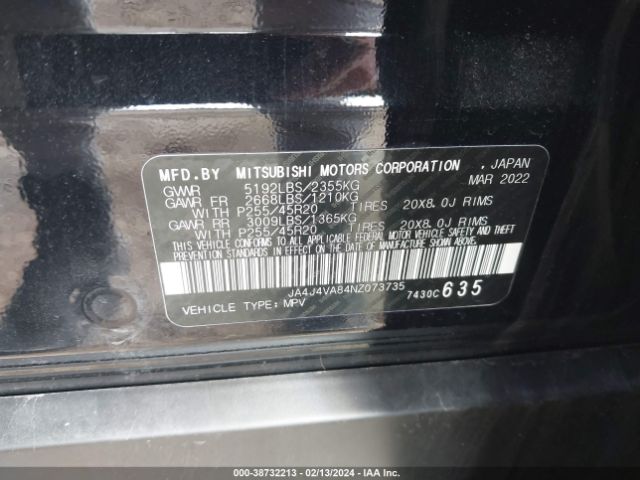 MFD.BY MITSUBISHI MOTORS CORPORATION , JAPAN
MAR 2022
GVWR 5192LBS/2355KG
GAWR FR 2668LBS/1210KG
WITH P255/45R20 TIRES 20X8.0J RIMS
GAWR RR 3009LBS/1365KG
WITH P255/45R20 TIRES 20X8.0J RIMS
THIS VEHICLE CONFORMS TO ALL APPLICABLE FEDERAL MOTOR VEHICLE SAFETY AND
THEFT PREVENTION STANDARDS IN EFFECT ON THE DATE OF MANUFACTURE SHOWN ABOVE.
JA4J4VA84NZ073735
VEHICLE TYPE: MPV 7430C 635
000-38732213 - 02/13/2024 - IAA Inc.